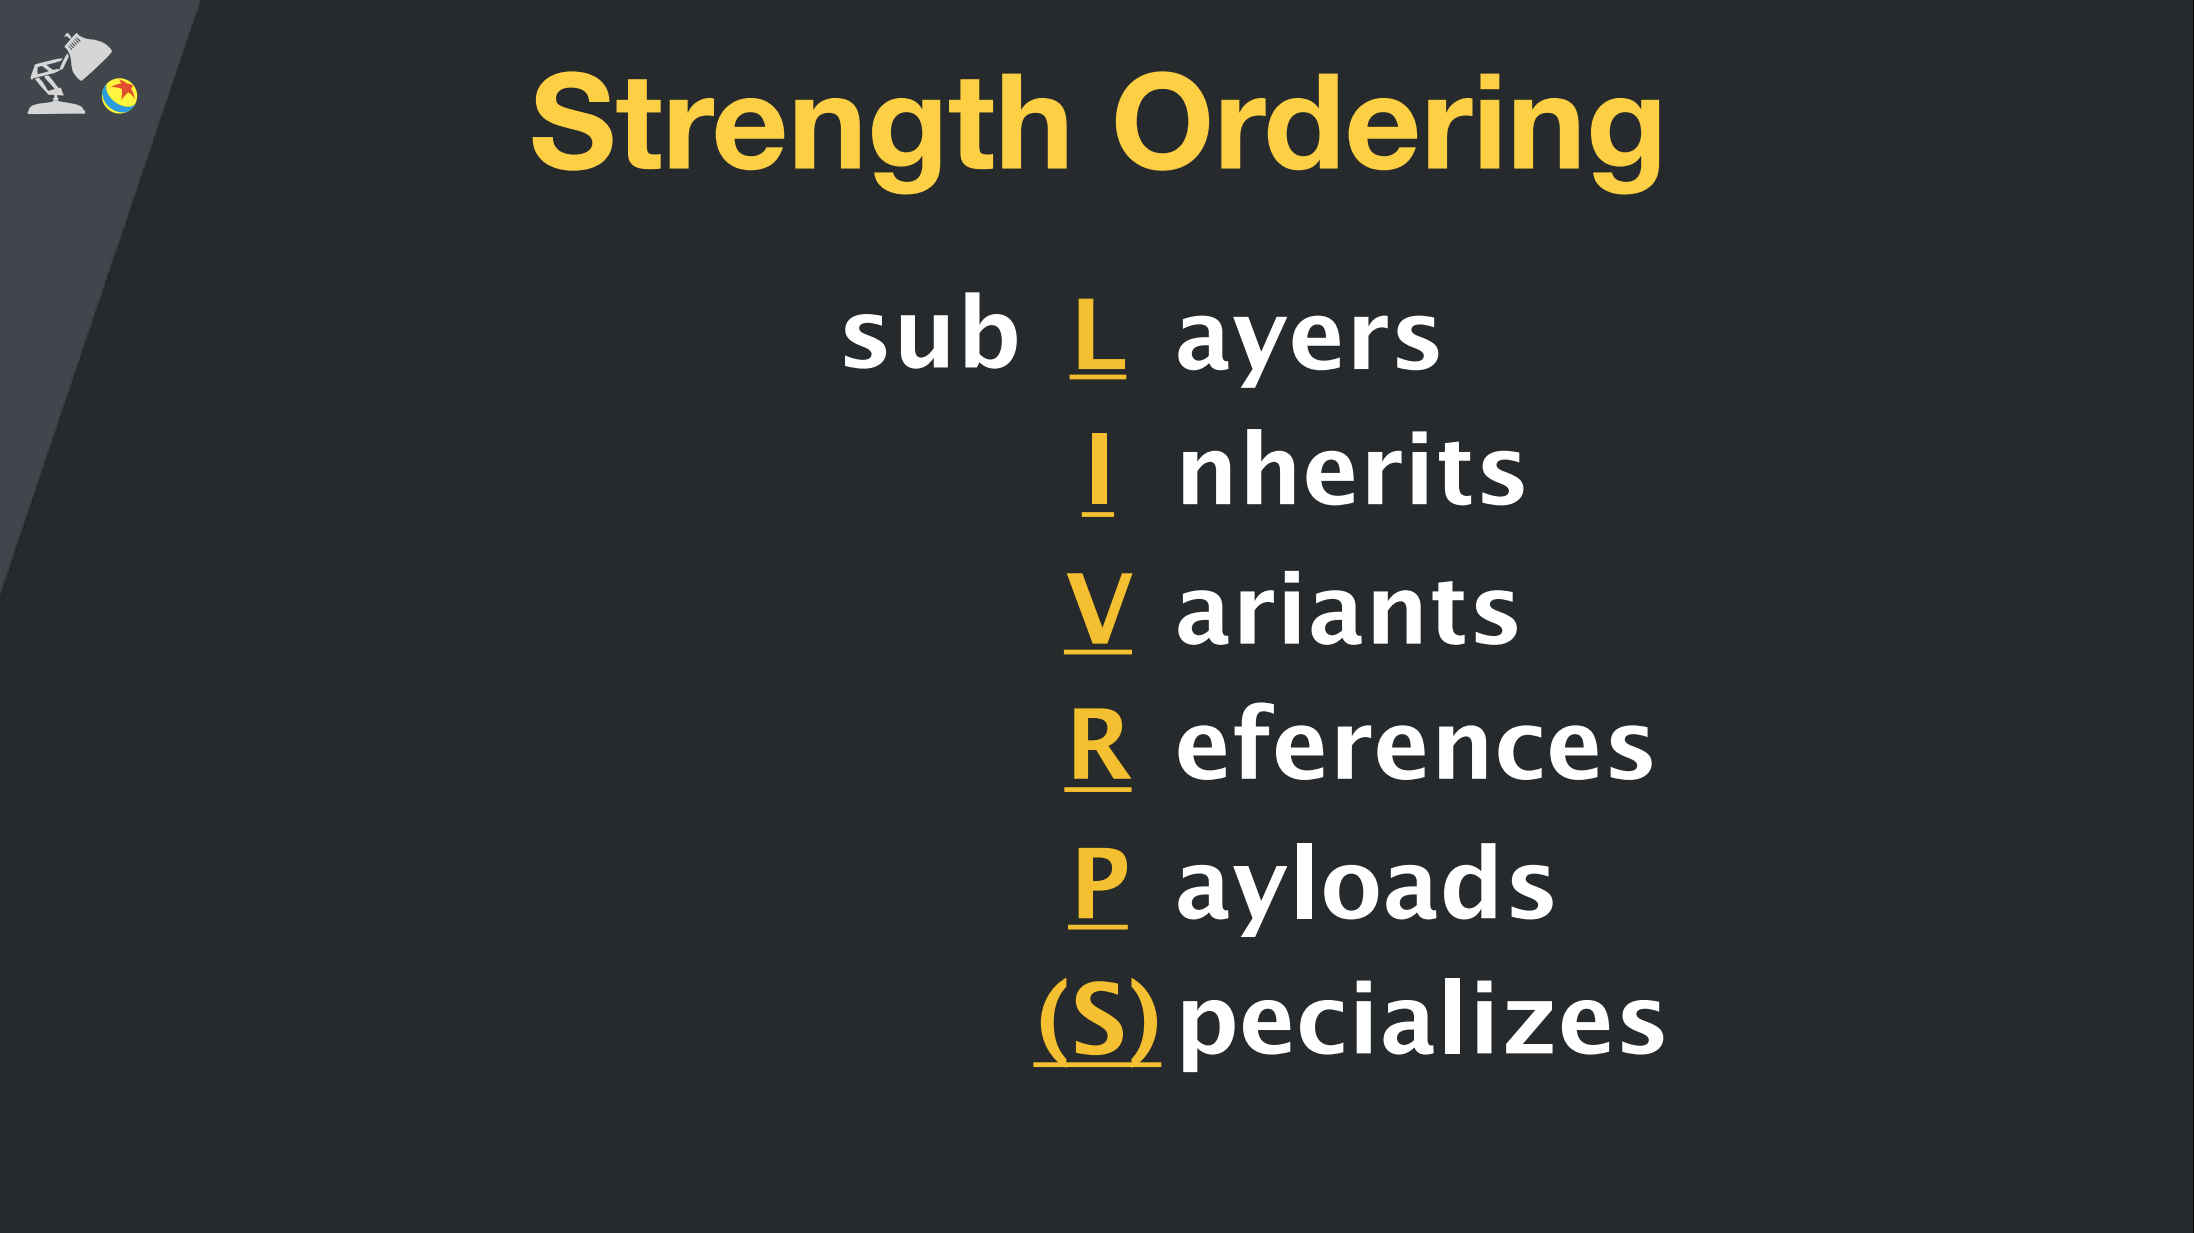 Strength Ordering
sub L ayers
I nherits
V ariants
R eferences
P ayloads
(S) pecializes